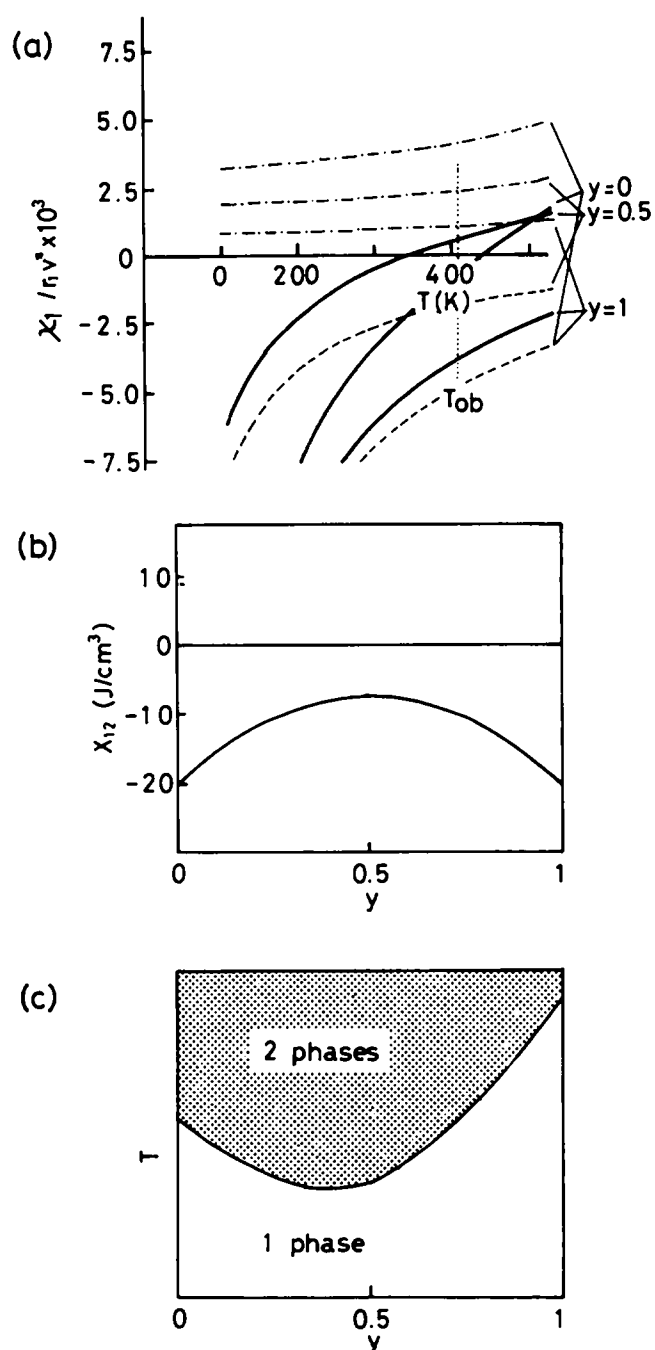 (a)
7.5
5.0
2.5
0
-2.5
-5.0
-7.5
χ₁ / r₁v* x 10³
0 200 400
T(K)
Tob
y=0
y=0.5
y=1
(b)
10
0
-10
-20
X₁₂ (J/cm³)
0 0.5 1
y
(c)
2 phases
1 phase
T
0 0.5 1
y